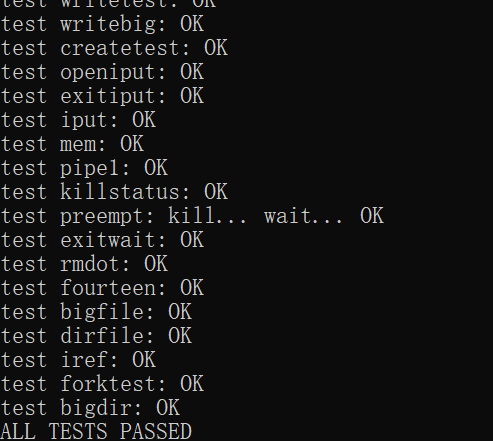 test writetest: OK
test writebig: OK
test createtest: OK
test openiput: OK
test exitiput: OK
test iput: OK
test mem: OK
test pipe1: OK
test killstatus: OK
test preempt: kill... wait... OK
test exitwait: OK
test rmdot: OK
test fourteen: OK
test bigfile: OK
test dirfile: OK
test iref: OK
test forktest: OK
test bigdir: OK
ALL TESTS PASSED